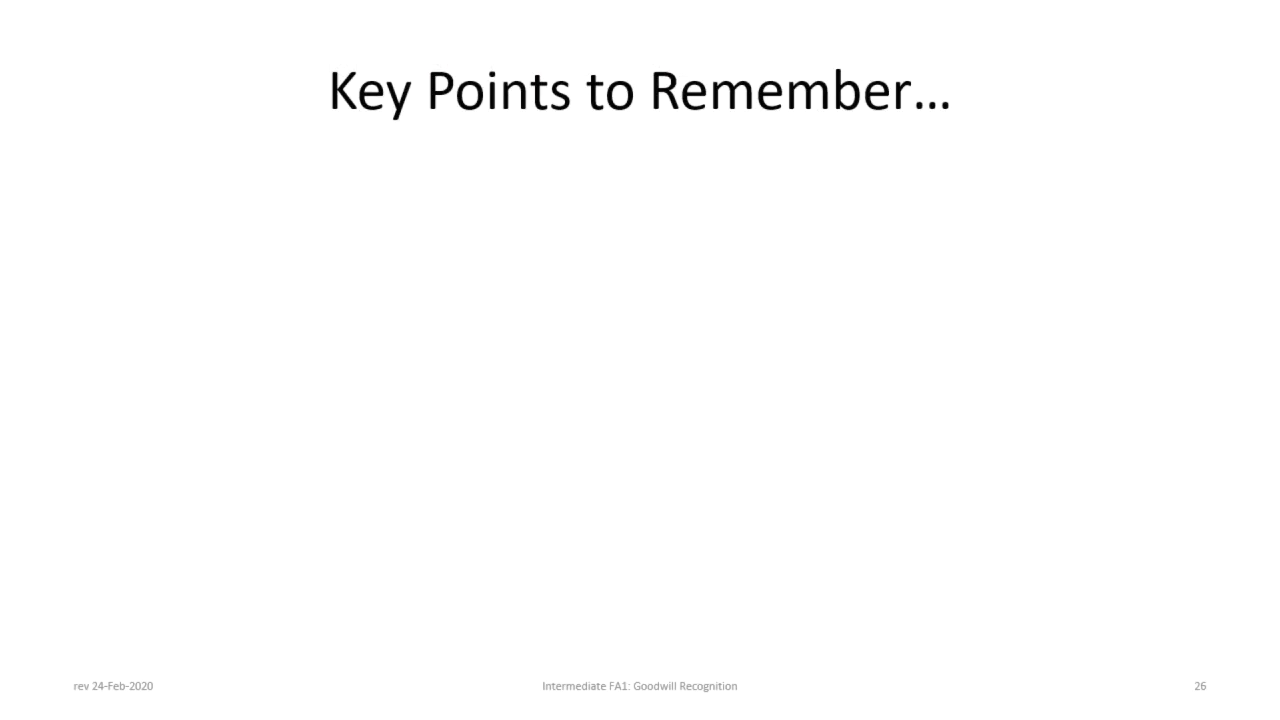 Key Points to Remember…
rev 24-Feb-2020
Intermediate FA1: Goodwill Recognition
26